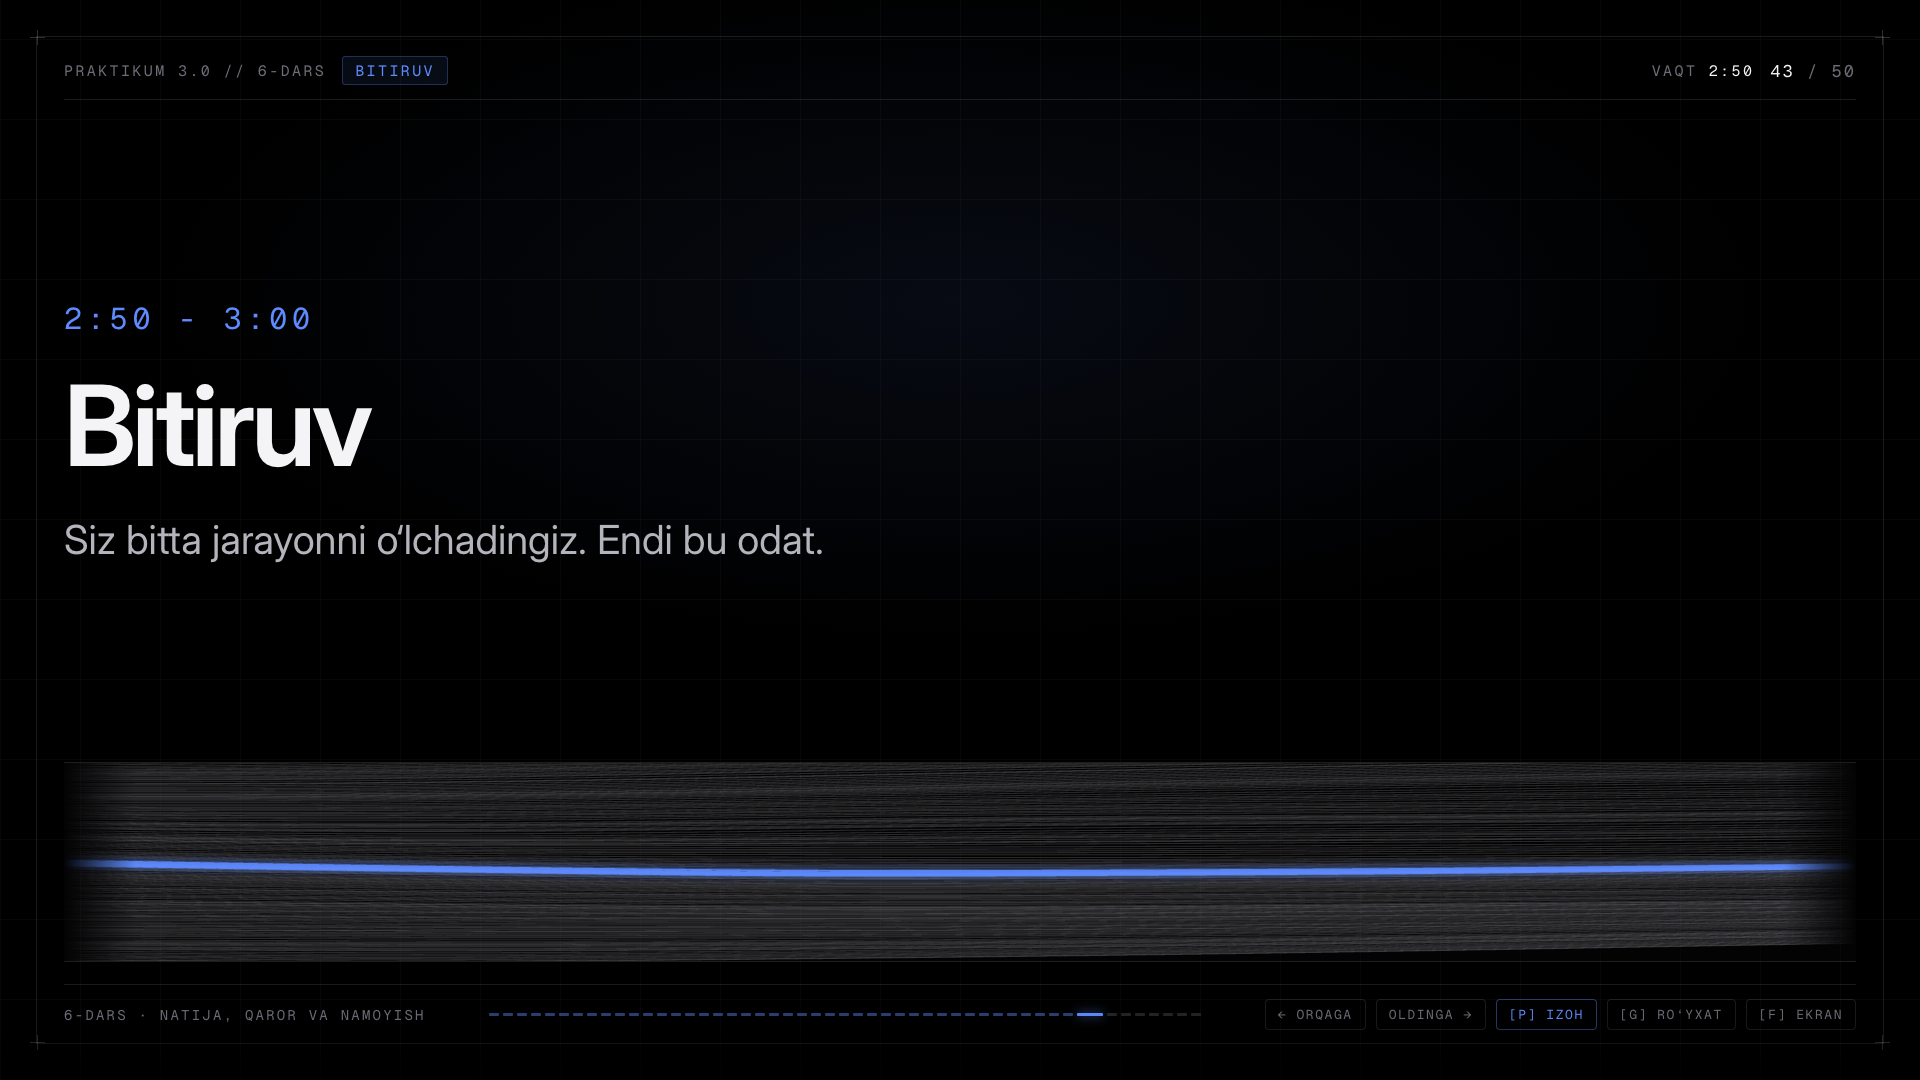 PRAKTIKUM 3.0 // 6-DARS BITIRUV VAQT 2:50 43 / 50
2:50 - 3:00
Bitiruv
Siz bitta jarayonni o‘lchadingiz. Endi bu odat.
6-DARS · NATIJA, QAROR VA NAMOYISH ← ORQAGA OLDINGA → [P] IZOH [G] RO‘YXAT [F] EKRAN